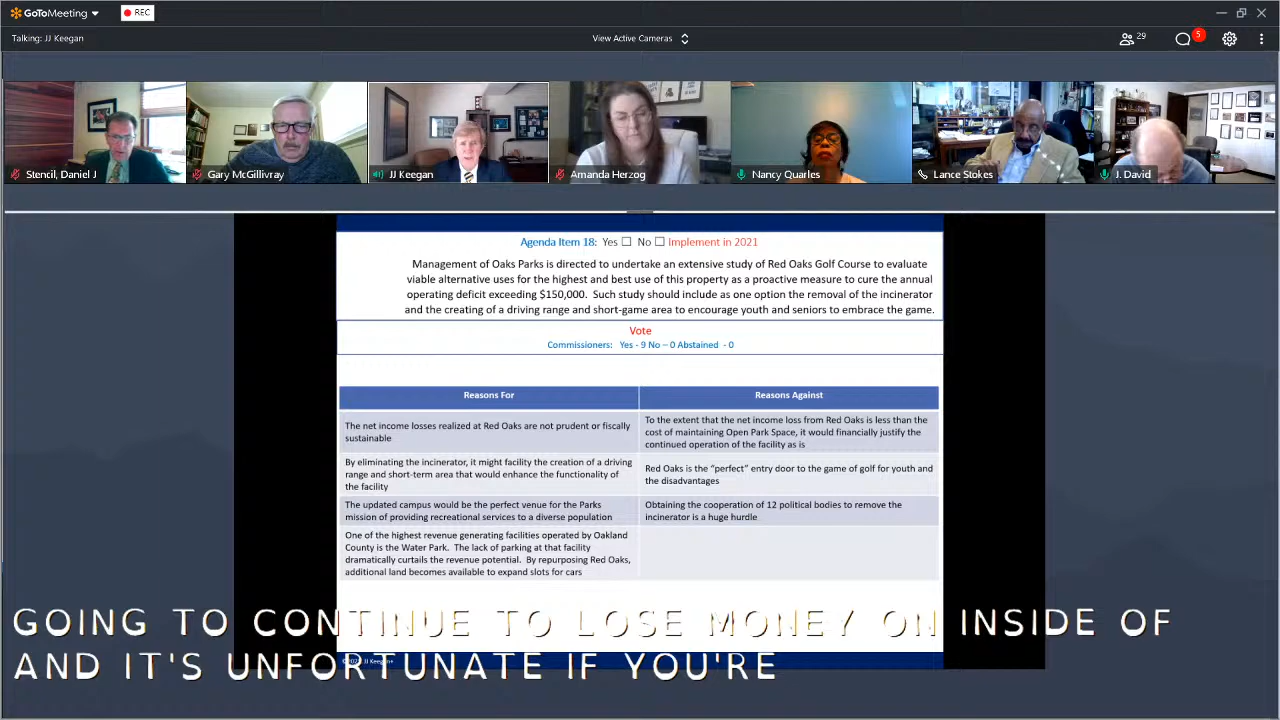 GoToMeeting
REC
Talking: JJ Keegan
View Active Cameras
29
5
Stencil, Daniel J
Gary McGillivray
JJ Keegan
Amanda Herzog
Nancy Quarles
Lance Stokes
J. David
Agenda Item 18: Yes ☐ No ☐ Implement in 2021
Management of Oaks Parks is directed to undertake an extensive study of Red Oaks Golf Course to evaluate
viable alternative uses for the highest and best use of this property as a proactive measure to cure the annual
operating deficit exceeding $150,000. Such study should include as one option the removal of the incinerator
and the creating of a driving range and short-game area to encourage youth and seniors to embrace the game.
Vote
Commissioners: Yes - 9 No – 0 Abstained - 0
Reasons For
Reasons Against
The net income losses realized at Red Oaks are not prudent or fiscally
sustainable
To the extent that the net income loss from Red Oaks is less than the
cost of maintaining Open Park Space, it would financially justify the
continued operation of the facility as is
By eliminating the incinerator, it might facility the creation of a driving
range and short-term area that would enhance the functionality of
the facility
Red Oaks is the “perfect” entry door to the game of golf for youth and
the disadvantages
The updated campus would be the perfect venue for the Parks
mission of providing recreational services to a diverse population
Obtaining the cooperation of 12 political bodies to remove the
incinerator is a huge hurdle
One of the highest revenue generating facilities operated by Oakland
County is the Water Park. The lack of parking at that facility
dramatically curtails the revenue potential. By repurposing Red Oaks,
additional land becomes available to expand slots for cars
GOING TO CONTINUE TO LOSE MONEY ON INSIDE OF
AND IT'S UNFORTUNATE IF YOU'RE
JJ Keegan+